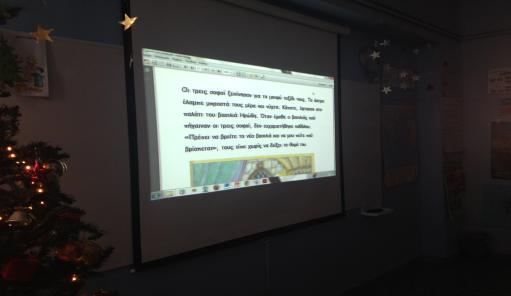 Οι τρεις σοφοί ξεκίνησαν για το μακρύ ταξίδι τους. Το άστρο
έλαμπε μπροστά τους μέρα και νύχτα. Κάποτε, έφτασαν στο
παλάτι του βασιλιά Ηρώδη. Όταν έμαθε ο βασιλιάς πού
πήγαιναν οι τρεις σοφοί, δεν ευχαριστήθηκε καθόλου.
«Πρέπει να βρείτε το νέο βασιλιά και να μου πείτε πού
βρίσκεται», τους είπε χωρίς να δείξει το θυμό του.